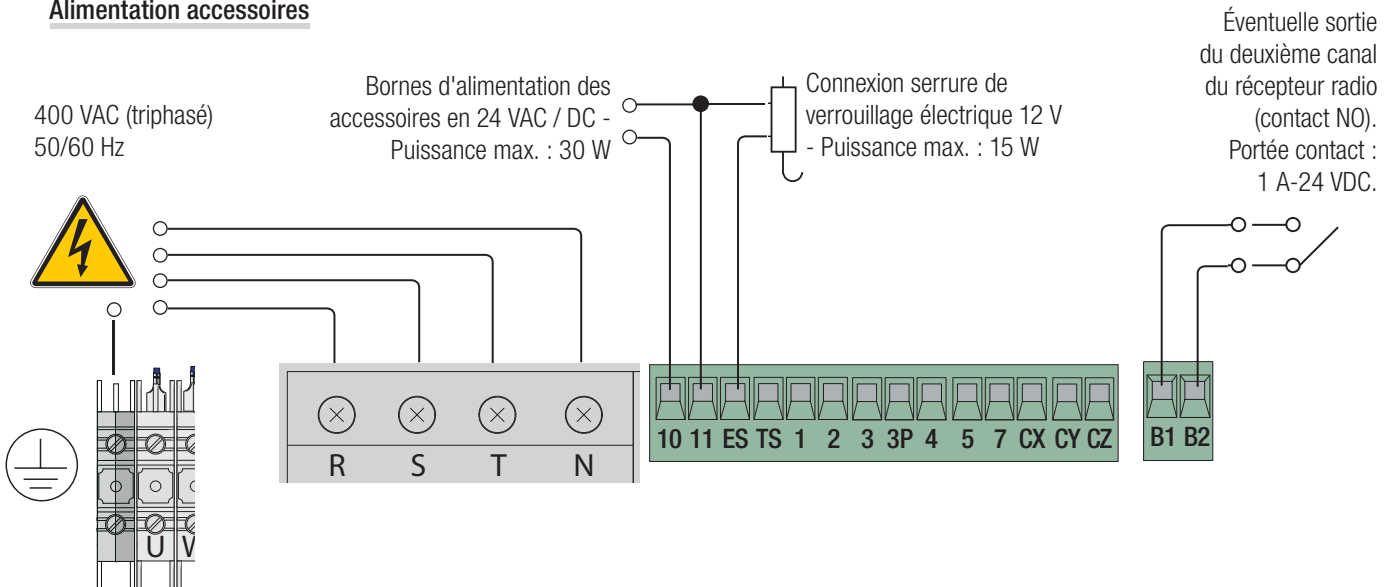 Alimentation accessoires
400 VAC (triphasé)
50/60 Hz
Bornes d'alimentation des
accessoires en 24 VAC / DC -
Puissance max. : 30 W
Connexion serrure de
verrouillage électrique 12 V
- Puissance max. : 15 W
Éventuelle sortie
du deuxième canal
du récepteur radio
(contact NO).
Portée contact :
1 A-24 VDC.
R S T N
10 11 ES TS 1 2 3 3P 4 5 7 CX CY CZ
B1 B2
U V